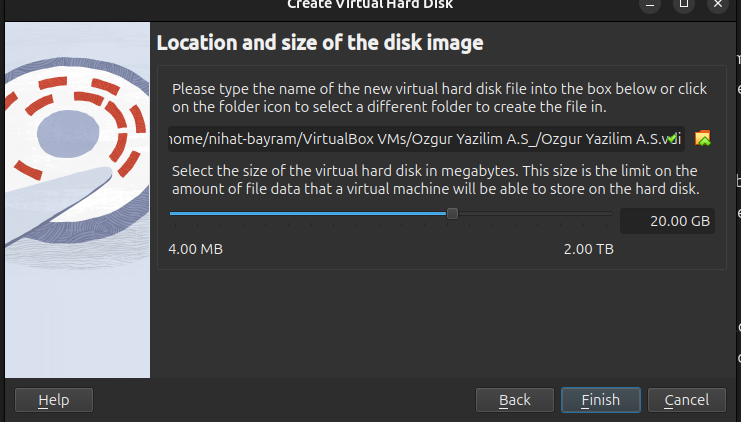 Create Virtual Hard Disk
Location and size of the disk image
Please type the name of the new virtual hard disk file into the box below or click
on the folder icon to select a different folder to create the file in.
home/nihat-bayram/VirtualBox VMs/Ozgur Yazilim A.S_/Ozgur Yazilim A.S.vdi
Select the size of the virtual hard disk in megabytes. This size is the limit on the
amount of file data that a virtual machine will be able to store on the hard disk.
20.00 GB
4.00 MB 2.00 TB
Help Back Finish Cancel